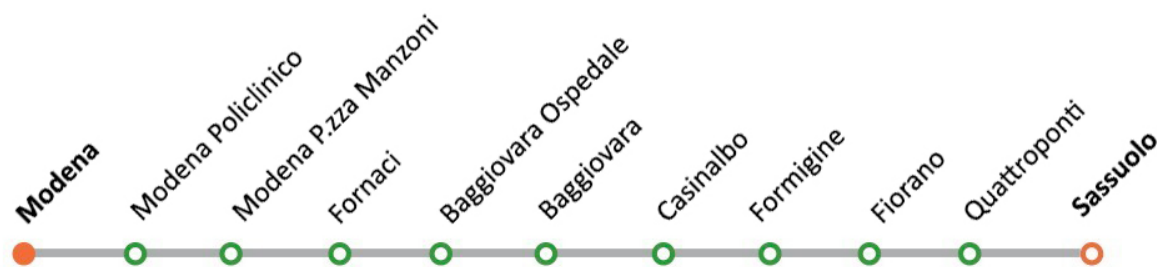 Modena
Modena Policlinico
Modena P.zza Manzoni
Fornaci
Baggiovara Ospedale
Baggiovara
Casinalbo
Formigine
Fiorano
Quattroponti
Sassuolo